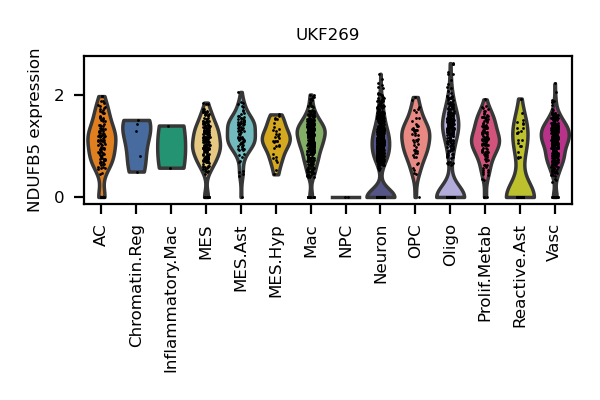 UKF269
NDUFB5 expression
2
0
AC
Chromatin.Reg
Inflammatory.Mac
MES
MES.Ast
MES.Hyp
Mac
NPC
Neuron
OPC
Oligo
Prolif.Metab
Reactive.Ast
Vasc